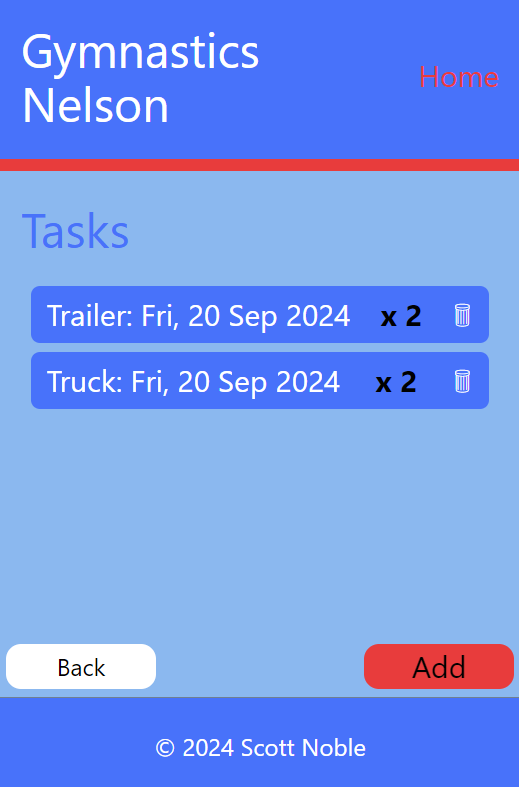 Gymnastics
Nelson
Home
Tasks
Trailer: Fri, 20 Sep 2024 x 2
Truck: Fri, 20 Sep 2024 x 2
Back
Add
© 2024 Scott Noble